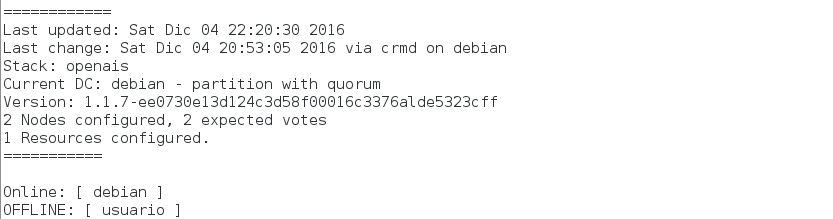 ============
Last updated: Sat Dic 04 22:20:30 2016
Last change: Sat Dic 04 20:53:05 2016 via crmd on debian
Stack: openais
Current DC: debian - partition with quorum
Version: 1.1.7-ee0730e13d124c3d58f00016c3376alde5323cff
2 Nodes configured, 2 expected votes
1 Resources configured.
===========
Online: [ debian ]
OFFLINE: [ usuario ]